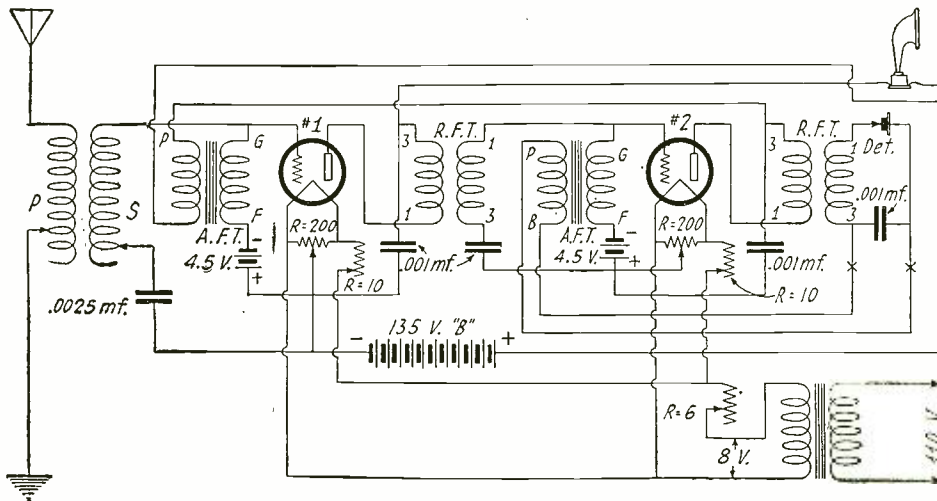 #1
#2
P
S
P
G
F
A.F.T.
4.5 V.
-
+
R=200
R=10
3
R.F.T.
1
1
3
.001mf.
P
G
B
F
A.F.T.
4.5 V.
-
+
R=200
R=10
3
R.F.T.
1
1
3
Det.
.001mf.
.001mf.
.0025 mf.
- 135 V. "B" +
R=6
8 V.
110 V.